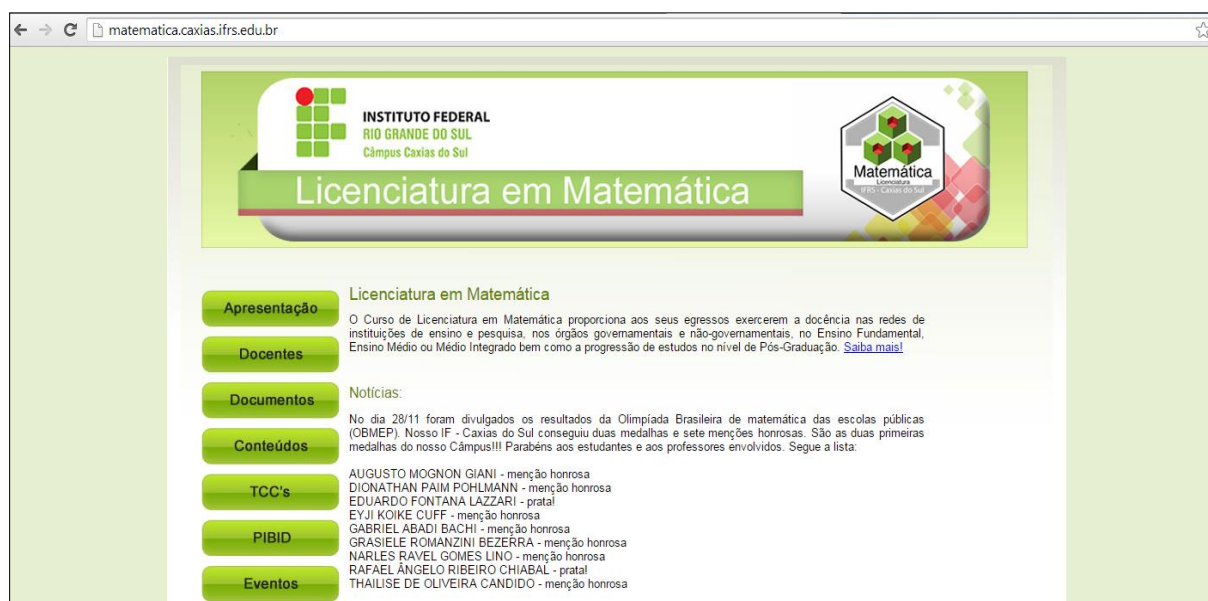 matematica.caxias.ifrs.edu.br
INSTITUTO FEDERAL
RIO GRANDE DO SUL
Câmpus Caxias do Sul
Licenciatura em Matemática
Matemática
Licenciatura
IFRS - Caxias do Sul
Apresentação
Docentes
Documentos
Conteúdos
TCC's
PIBID
Eventos
Licenciatura em Matemática
O Curso de Licenciatura em Matemática proporciona aos seus egressos exercerem a docência nas redes de
instituições de ensino e pesquisa, nos órgãos governamentais e não-governamentais, no Ensino Fundamental,
Ensino Médio ou Médio Integrado bem como a progressão de estudos no nível de Pós-Graduação. Saiba mais!
Notícias:
No dia 28/11 foram divulgados os resultados da Olimpíada Brasileira de matemática das escolas públicas
(OBMEP). Nosso IF - Caxias do Sul conseguiu duas medalhas e sete menções honrosas. São as duas primeiras
medalhas do nosso Câmpus!!! Parabéns aos estudantes e aos professores envolvidos. Segue a lista:
AUGUSTO MOGNON GIANI - menção honrosa
DIONATHAN PAIM POHLMANN - menção honrosa
EDUARDO FONTANA LAZZARI - prata!
EYJI KOIKE CUFF - menção honrosa
GABRIEL ABADI BACHI - menção honrosa
GRASIELE ROMANZINI BEZERRA - menção honrosa
NARLES RAVEL GOMES LINO - menção honrosa
RAFAEL ÂNGELO RIBEIRO CHIABAL - prata!
THAILISE DE OLIVEIRA CANDIDO - menção honrosa